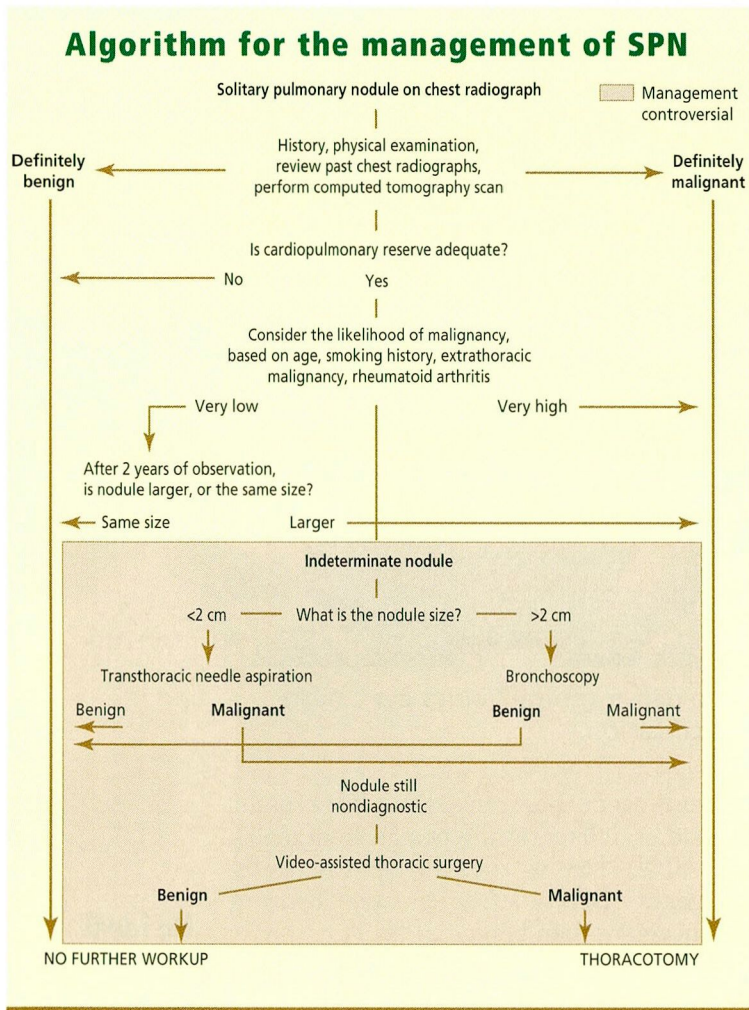 Algorithm for the management of SPN
Solitary pulmonary nodule on chest radiograph
Management
controversial
History, physical examination,
review past chest radiographs,
perform computed tomography scan
Definitely
benign
Definitely
malignant
Is cardiopulmonary reserve adequate?
No
Yes
Consider the likelihood of malignancy,
based on age, smoking history, extrathoracic
malignancy, rheumatoid arthritis
Very low
Very high
After 2 years of observation,
is nodule larger, or the same size?
Same size
Larger
Indeterminate nodule
<2 cm
What is the nodule size?
>2 cm
Transthoracic needle aspiration
Bronchoscopy
Benign
Malignant
Benign
Malignant
Nodule still
nondiagnostic
Video-assisted thoracic surgery
Benign
Malignant
NO FURTHER WORKUP
THORACOTOMY